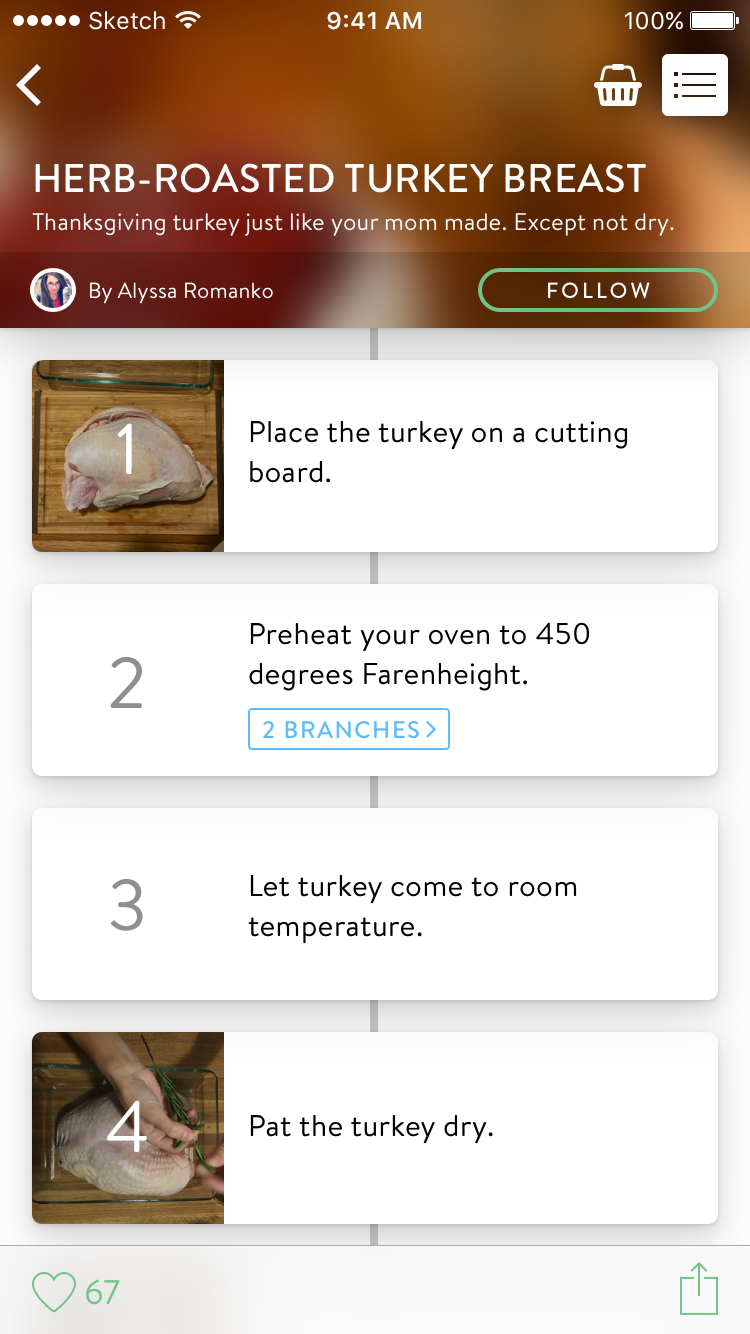 Sketch 9:41 AM 100%
HERB-ROASTED TURKEY BREAST
Thanksgiving turkey just like your mom made. Except not dry.
By Alyssa Romanko FOLLOW
1
Place the turkey on a cutting
board.
2
Preheat your oven to 450
degrees Farenheight.
2 BRANCHES
3
Let turkey come to room
temperature.
4
Pat the turkey dry.
67